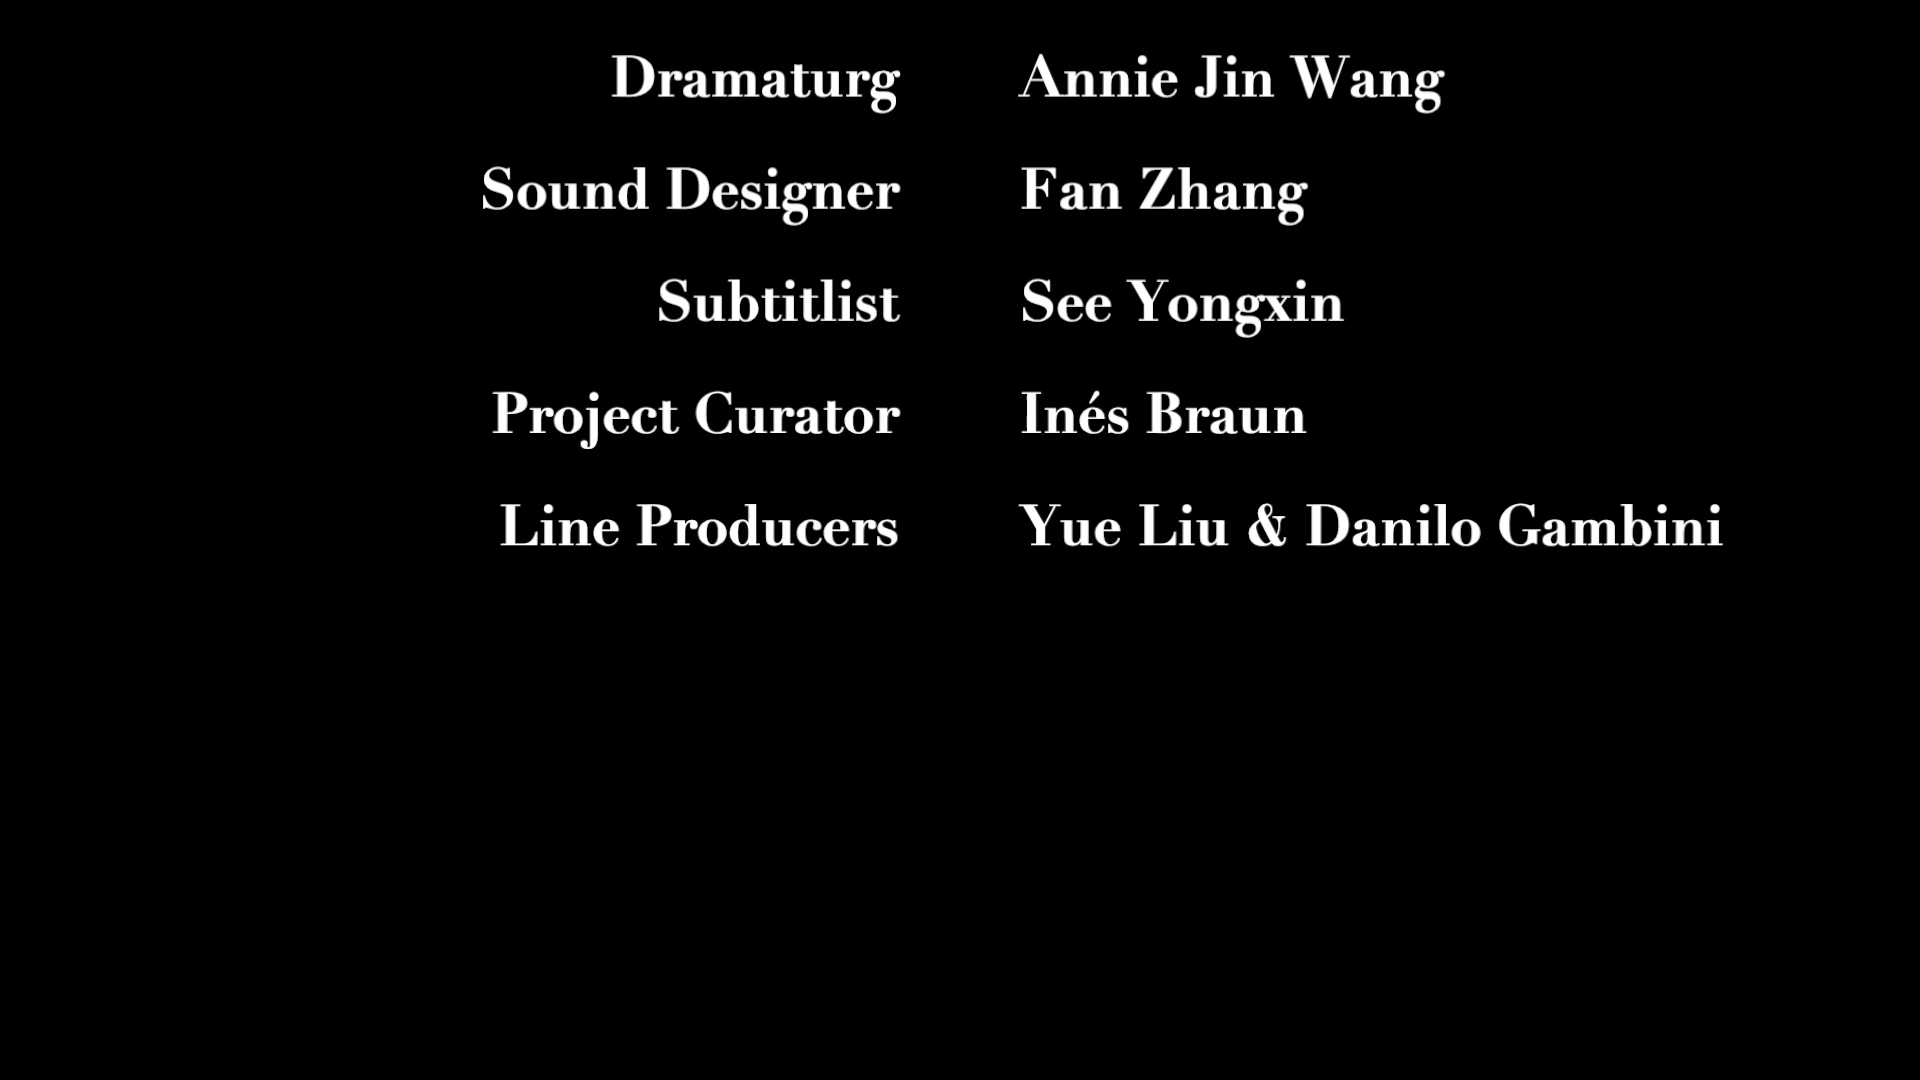 Dramaturg Annie Jin Wang
Sound Designer Fan Zhang
Subtitlist See Yongxin
Project Curator Inés Braun
Line Producers Yue Liu & Danilo Gambini